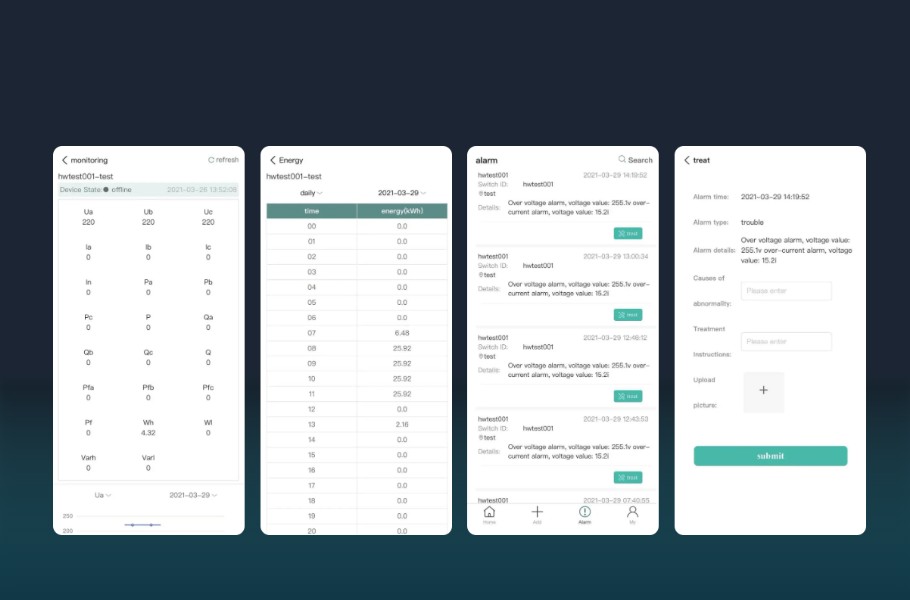 monitoring
refresh
hwtest001-test
Device State: offline
2021-03-29 13:52:09
Ua Ub Uc
220 220 220
Ia Ib Ic
0 0 0
In Pa Pb
0 0 0
Pc P Qa
0 0 0
Qb Qc Q
0 0 0
Pfa Pfb Pfc
0 0 0
Pf Wh Wl
0 4.32 0
Varh Varl
0 0
Ua
2021-03-29
250
200
Energy
hwtest001-test
daily
2021-03-29
time energy(kWh)
00 0.0
01 0.0
02 0.0
03 0.0
04 0.0
05 0.0
06 0.0
07 6.48
08 25.92
09 25.92
10 25.92
11 25.92
12 0.0
13 2.16
14 0.0
15 0.0
16 0.0
17 0.0
18 0.0
19 0.0
20 0.0
alarm
Search
hwtest001 2021-03-29 14:19:52
Switch ID: hwtest001
test
Details: Over voltage alarm, voltage value: 255.1v over-
current alarm, voltage value: 15.2I
treat
hwtest001 2021-03-29 13:00:34
Switch ID: hwtest001
test
Details: Over voltage alarm, voltage value: 255.1v over-
current alarm, voltage value: 15.2I
treat
hwtest001 2021-03-29 12:46:12
Switch ID: hwtest001
test
Details: Over voltage alarm, voltage value: 255.1v over-
current alarm, voltage value: 15.2I
treat
hwtest001 2021-03-29 12:43:53
Switch ID: hwtest001
test
Details: Over voltage alarm, voltage value: 255.1v over-
current alarm, voltage value: 15.2I
treat
hwtest001 2021-03-29 07:40:55
Home Add Alarm My
treat
Alarm time: 2021-03-29 14:19:52
Alarm type: trouble
Over voltage alarm, voltage value:
Alarm details: 255.1v over-current alarm, voltage
value: 15.2I
Causes of
Please enter
abnormality:
Treatment
Please enter
instructions:
Upload
+
picture:
submit